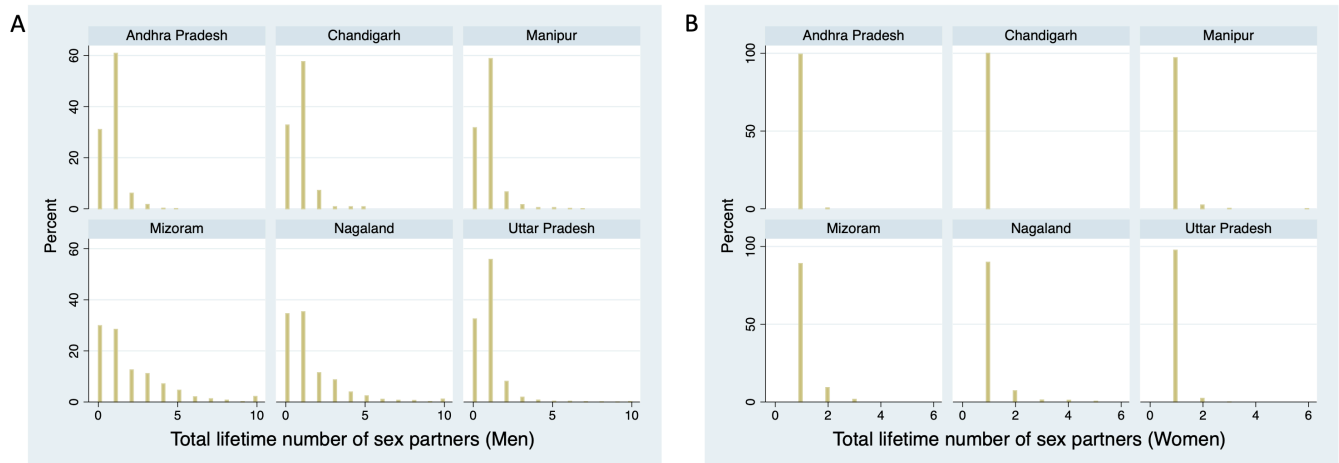 A
Andhra Pradesh Chandigarh Manipur
60
40
20
0
Mizoram Nagaland Uttar Pradesh
60
40
20
0
Percent
0 5 10 0 5 10 0 5 10
Total lifetime number of sex partners (Men)
B
Andhra Pradesh Chandigarh Manipur
100
50
0
Mizoram Nagaland Uttar Pradesh
100
50
0
Percent
0 2 4 6 0 2 4 6 0 2 4 6
Total lifetime number of sex partners (Women)